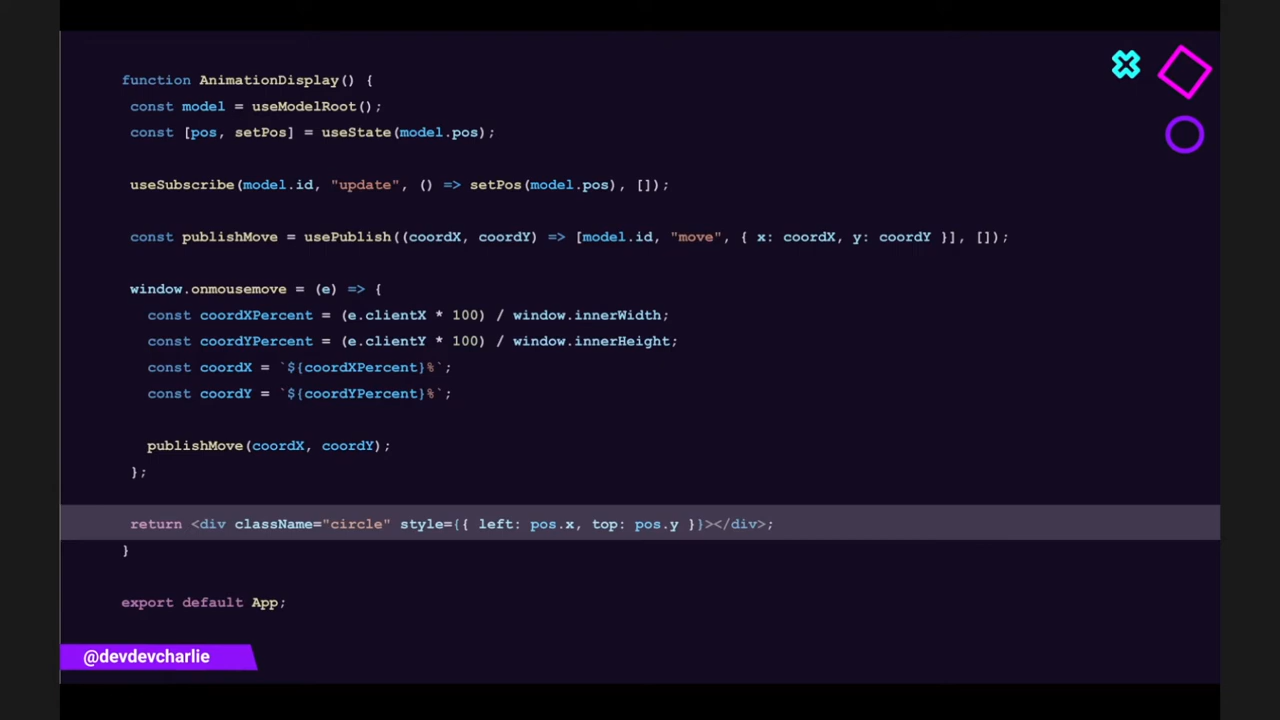 function AnimationDisplay() {
const model = useModelRoot();
const [pos, setPos] = useState(model.pos);
useSubscribe(model.id, "update", () => setPos(model.pos), []);
const publishMove = usePublish((coordX, coordY) => [model.id, "move", { x: coordX, y: coordY }], []);
window.onmousemove = (e) => {
const coordXPercent = (e.clientX * 100) / window.innerWidth;
const coordYPercent = (e.clientY * 100) / window.innerHeight;
const coordX = `${coordXPercent}%`;
const coordY = `${coordYPercent}%`;
publishMove(coordX, coordY);
};
return <div className="circle" style={{ left: pos.x, top: pos.y }}></div>;
}
export default App;
@devdevcharlie